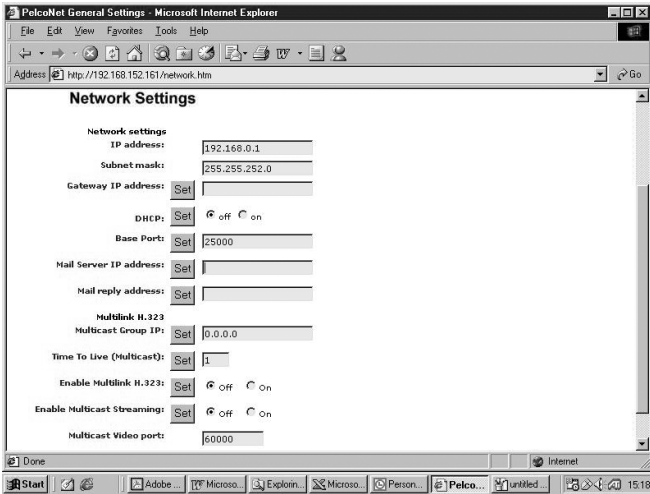 PelcoNet General Settings - Microsoft Internet Explorer
File Edit View Favorites Tools Help
Address http://192.168.152.161/network.htm Go
Network Settings
Network settings
IP address: 192.168.0.1
Subnet mask: 255.255.252.0
Gateway IP address: Set
DHCP: Set off on
Base Port: Set 25000
Mail Server IP address: Set
Mail reply address: Set
Multilink H.323
Multicast Group IP: Set 0.0.0.0
Time To Live (Multicast): Set 1
Enable Multilink H.323: Set Off On
Enable Multicast Streaming: Set Off On
Multicast Video port: 60000
Done Internet
Start Adobe ... Microso... Explorin... Microso... Person... Pelco... untitled ... 15:18